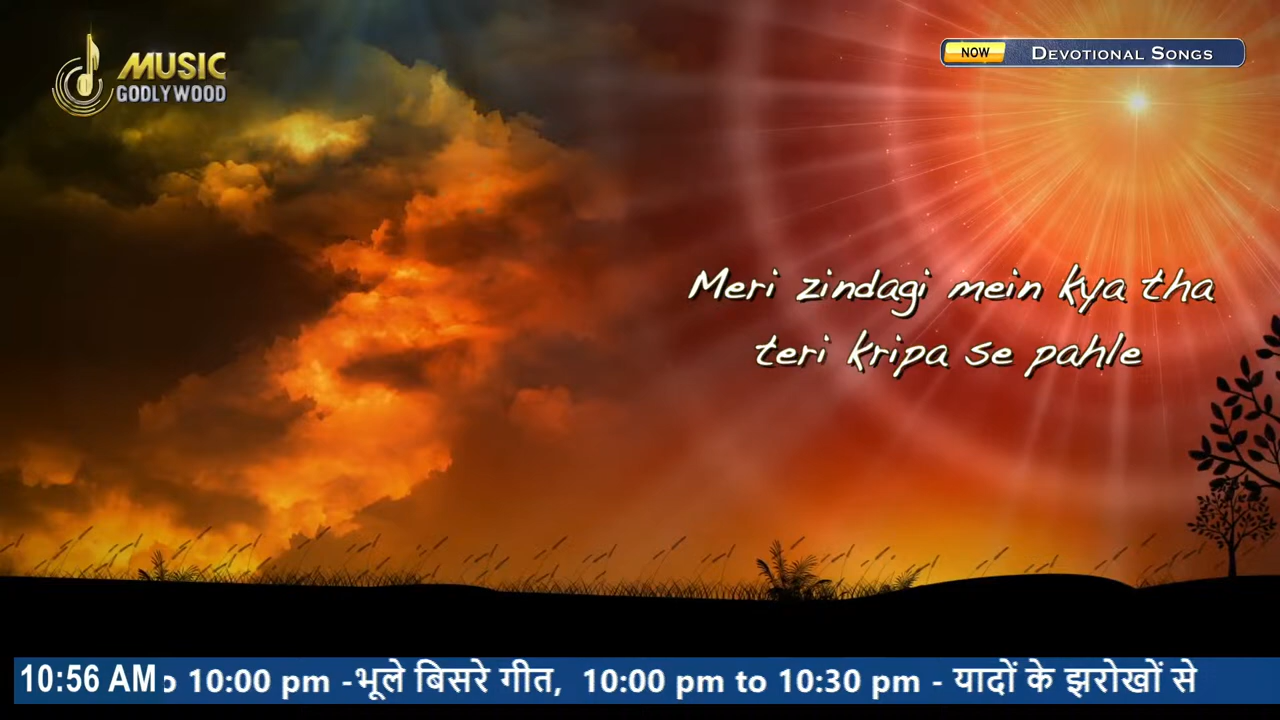 MUSIC
GODLYWOOD
NOW DEVOTIONAL SONGS
Meri zindagi mein kya tha
teri kripa se pahle
10:56 AM 10:00 pm -भूले बिसरे गीत, 10:00 pm to 10:30 pm - यादों के झरोखों से